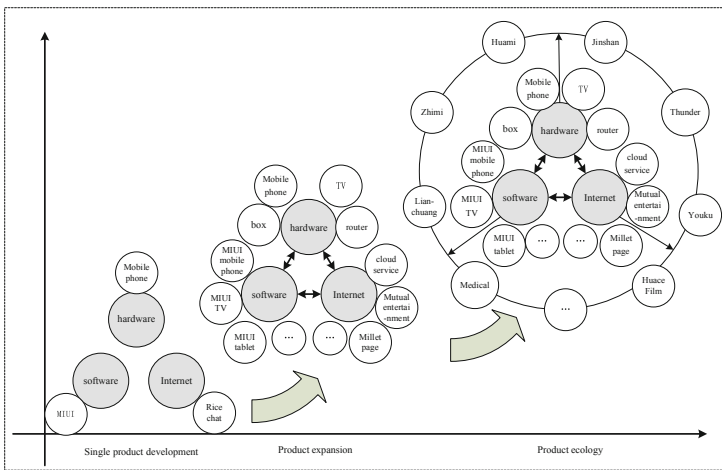 Mobile
phone
hardware
software
Internet
MIUI
Rice
chat
Single product development
Mobile
phone
TV
box
hardware
router
MIUI
mobile
phone
cloud
service
software
Internet
MIUI
TV
Mutual
entertai
-nment
MIUI
tablet
...
...
Millet
page
Product expansion
Huami
Jinshan
Zhimi
Thunder
Lian-
chuang
Youku
Medical
Huace
Film
...
Mobile
phone
TV
box
hardware
router
MIUI
mobile
phone
cloud
service
software
Internet
MIUI
TV
Mutual
entertai
-nment
MIUI
tablet
...
...
Millet
page
Product ecology